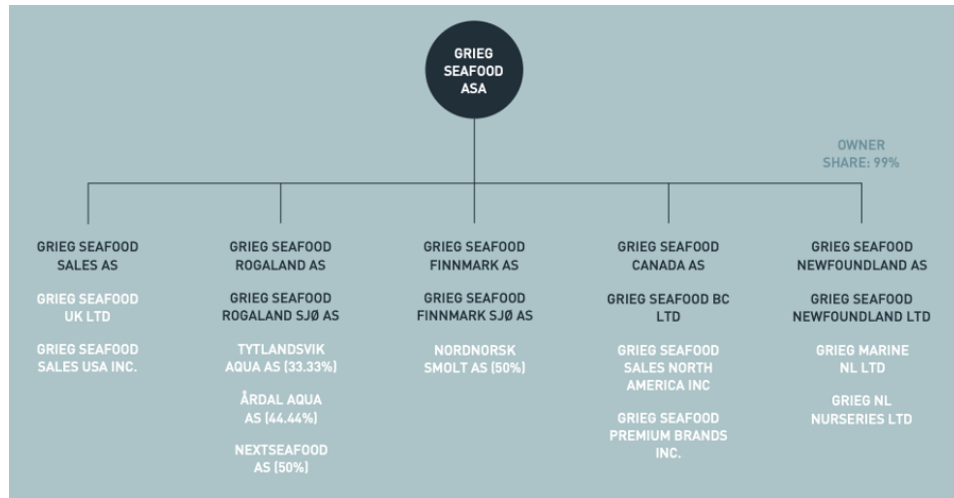 GRIEG
SEAFOOD
ASA
OWNER
SHARE: 99%
GRIEG SEAFOOD
SALES AS
GRIEG SEAFOOD
UK LTD
GRIEG SEAFOOD
SALES USA INC.
GRIEG SEAFOOD
ROGALAND AS
GRIEG SEAFOOD
ROGALAND SJØ AS
TYTLANDSVIK
AQUA AS (33.33%)
ÅRDAL AQUA
AS (44.44%)
NEXTSEAFOOD
AS (50%)
GRIEG SEAFOOD
FINNMARK AS
GRIEG SEAFOOD
FINNMARK SJØ AS
NORDNORSK
SMOLT AS (50%)
GRIEG SEAFOOD
CANADA AS
GRIEG SEAFOOD BC
LTD
GRIEG SEAFOOD
SALES NORTH
AMERICA INC
GRIEG SEAFOOD
PREMIUM BRANDS
INC.
GRIEG SEAFOOD
NEWFOUNDLAND AS
GRIEG SEAFOOD
NEWFOUNDLAND LTD
GRIEG MARINE
NL LTD
GRIEG NL
NURSERIES LTD